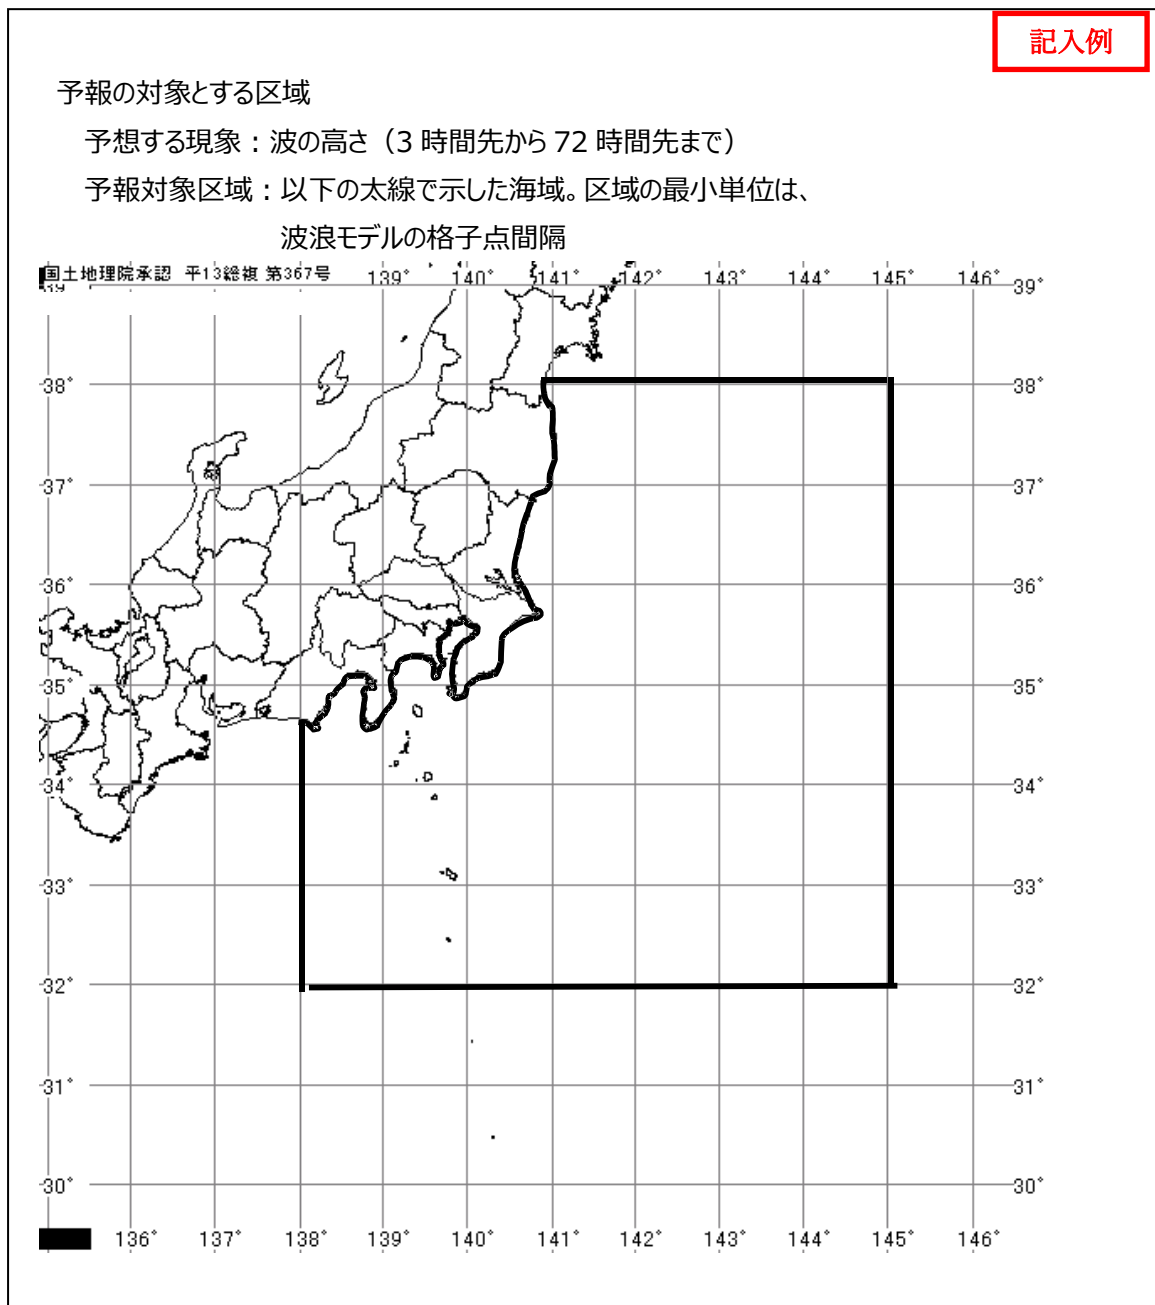 記入例
予報の対象とする区域
予想する現象：波の高さ（3 時間先から 72 時間先まで）
予報対象区域：以下の太線で示した海域。区域の最小単位は、
波浪モデルの格子点間隔
国土地理院承認 平13総複 第367号
139° 140° 141° 142° 143° 144° 145° 146°
39°
38° 38°
37° 37°
36° 36°
35° 35°
34° 34°
33° 33°
32° 32°
31° 31°
30° 30°
136° 137° 138° 139° 140° 141° 142° 143° 144° 145° 146°